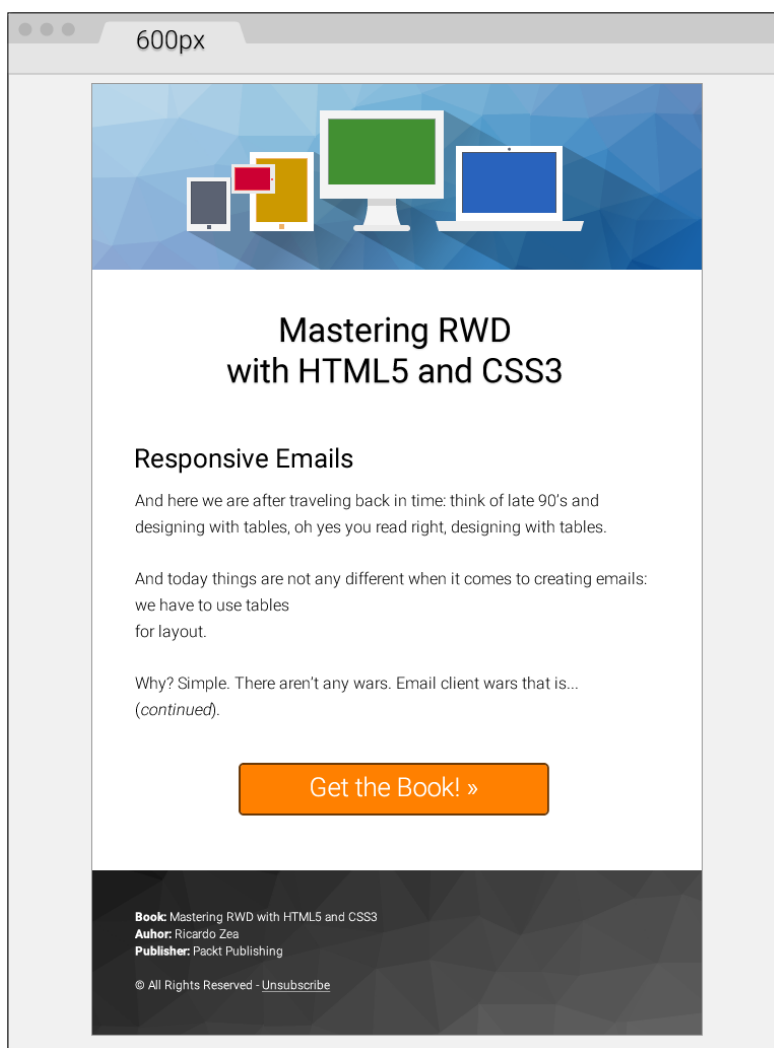 600px
Mastering RWD
with HTML5 and CSS3
Responsive Emails
And here we are after traveling back in time: think of late 90's and
designing with tables, oh yes you read right, designing with tables.
And today things are not any different when it comes to creating emails:
we have to use tables
for layout.
Why? Simple. There aren't any wars. Email client wars that is...
(continued).
Get the Book! »
Book: Mastering RWD with HTML5 and CSS3
Auhor: Ricardo Zea
Publisher: Packt Publishing
© All Rights Reserved - Unsubscribe